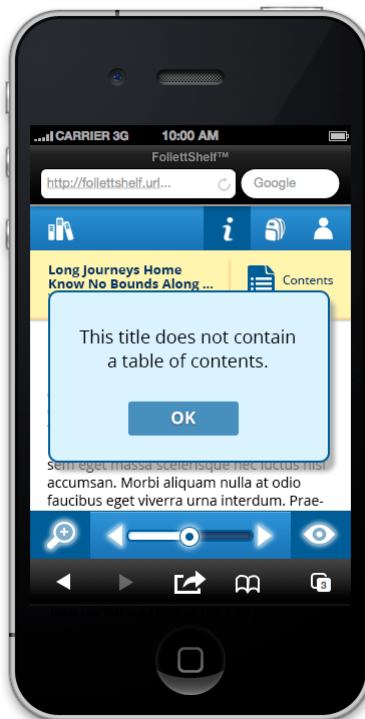 CARRIER 3G 10:00 AM
FollettShelf™
http://follettshelf.url... Google
i
Long Journeys Home
Know No Bounds Along ...
Contents
This title does not contain
a table of contents.
OK
sem eget massa scelerisque nec luctus nisi
accumsan. Morbi aliquam nulla at odio
faucibus eget viverra urna interdum. Prae-
3